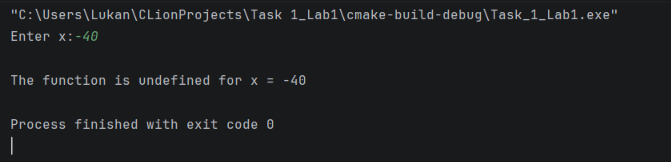 "C:\Users\Lukan\CLionProjects\Task 1_Lab1\cmake-build-debug\Task_1_Lab1.exe"
Enter x:-40
The function is undefined for x = -40
Process finished with exit code 0